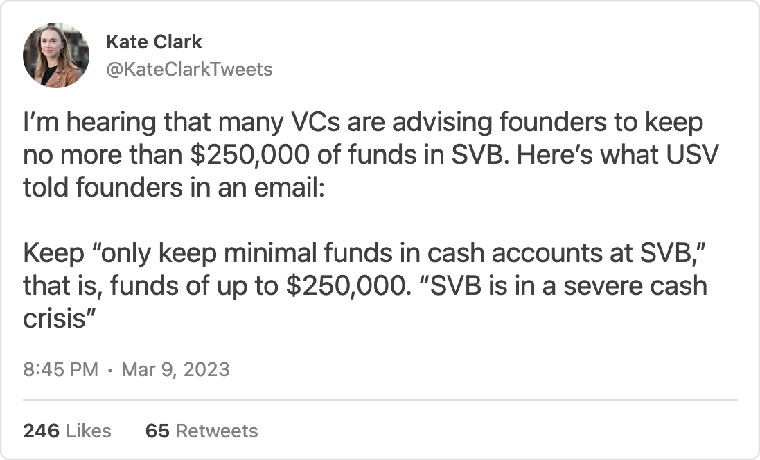 Kate Clark
@KateClarkTweets
I’m hearing that many VCs are advising founders to keep
no more than $250,000 of funds in SVB. Here’s what USV
told founders in an email:
Keep “only keep minimal funds in cash accounts at SVB,”
that is, funds of up to $250,000. “SVB is in a severe cash
crisis”
8:45 PM • Mar 9, 2023
246 Likes 65 Retweets